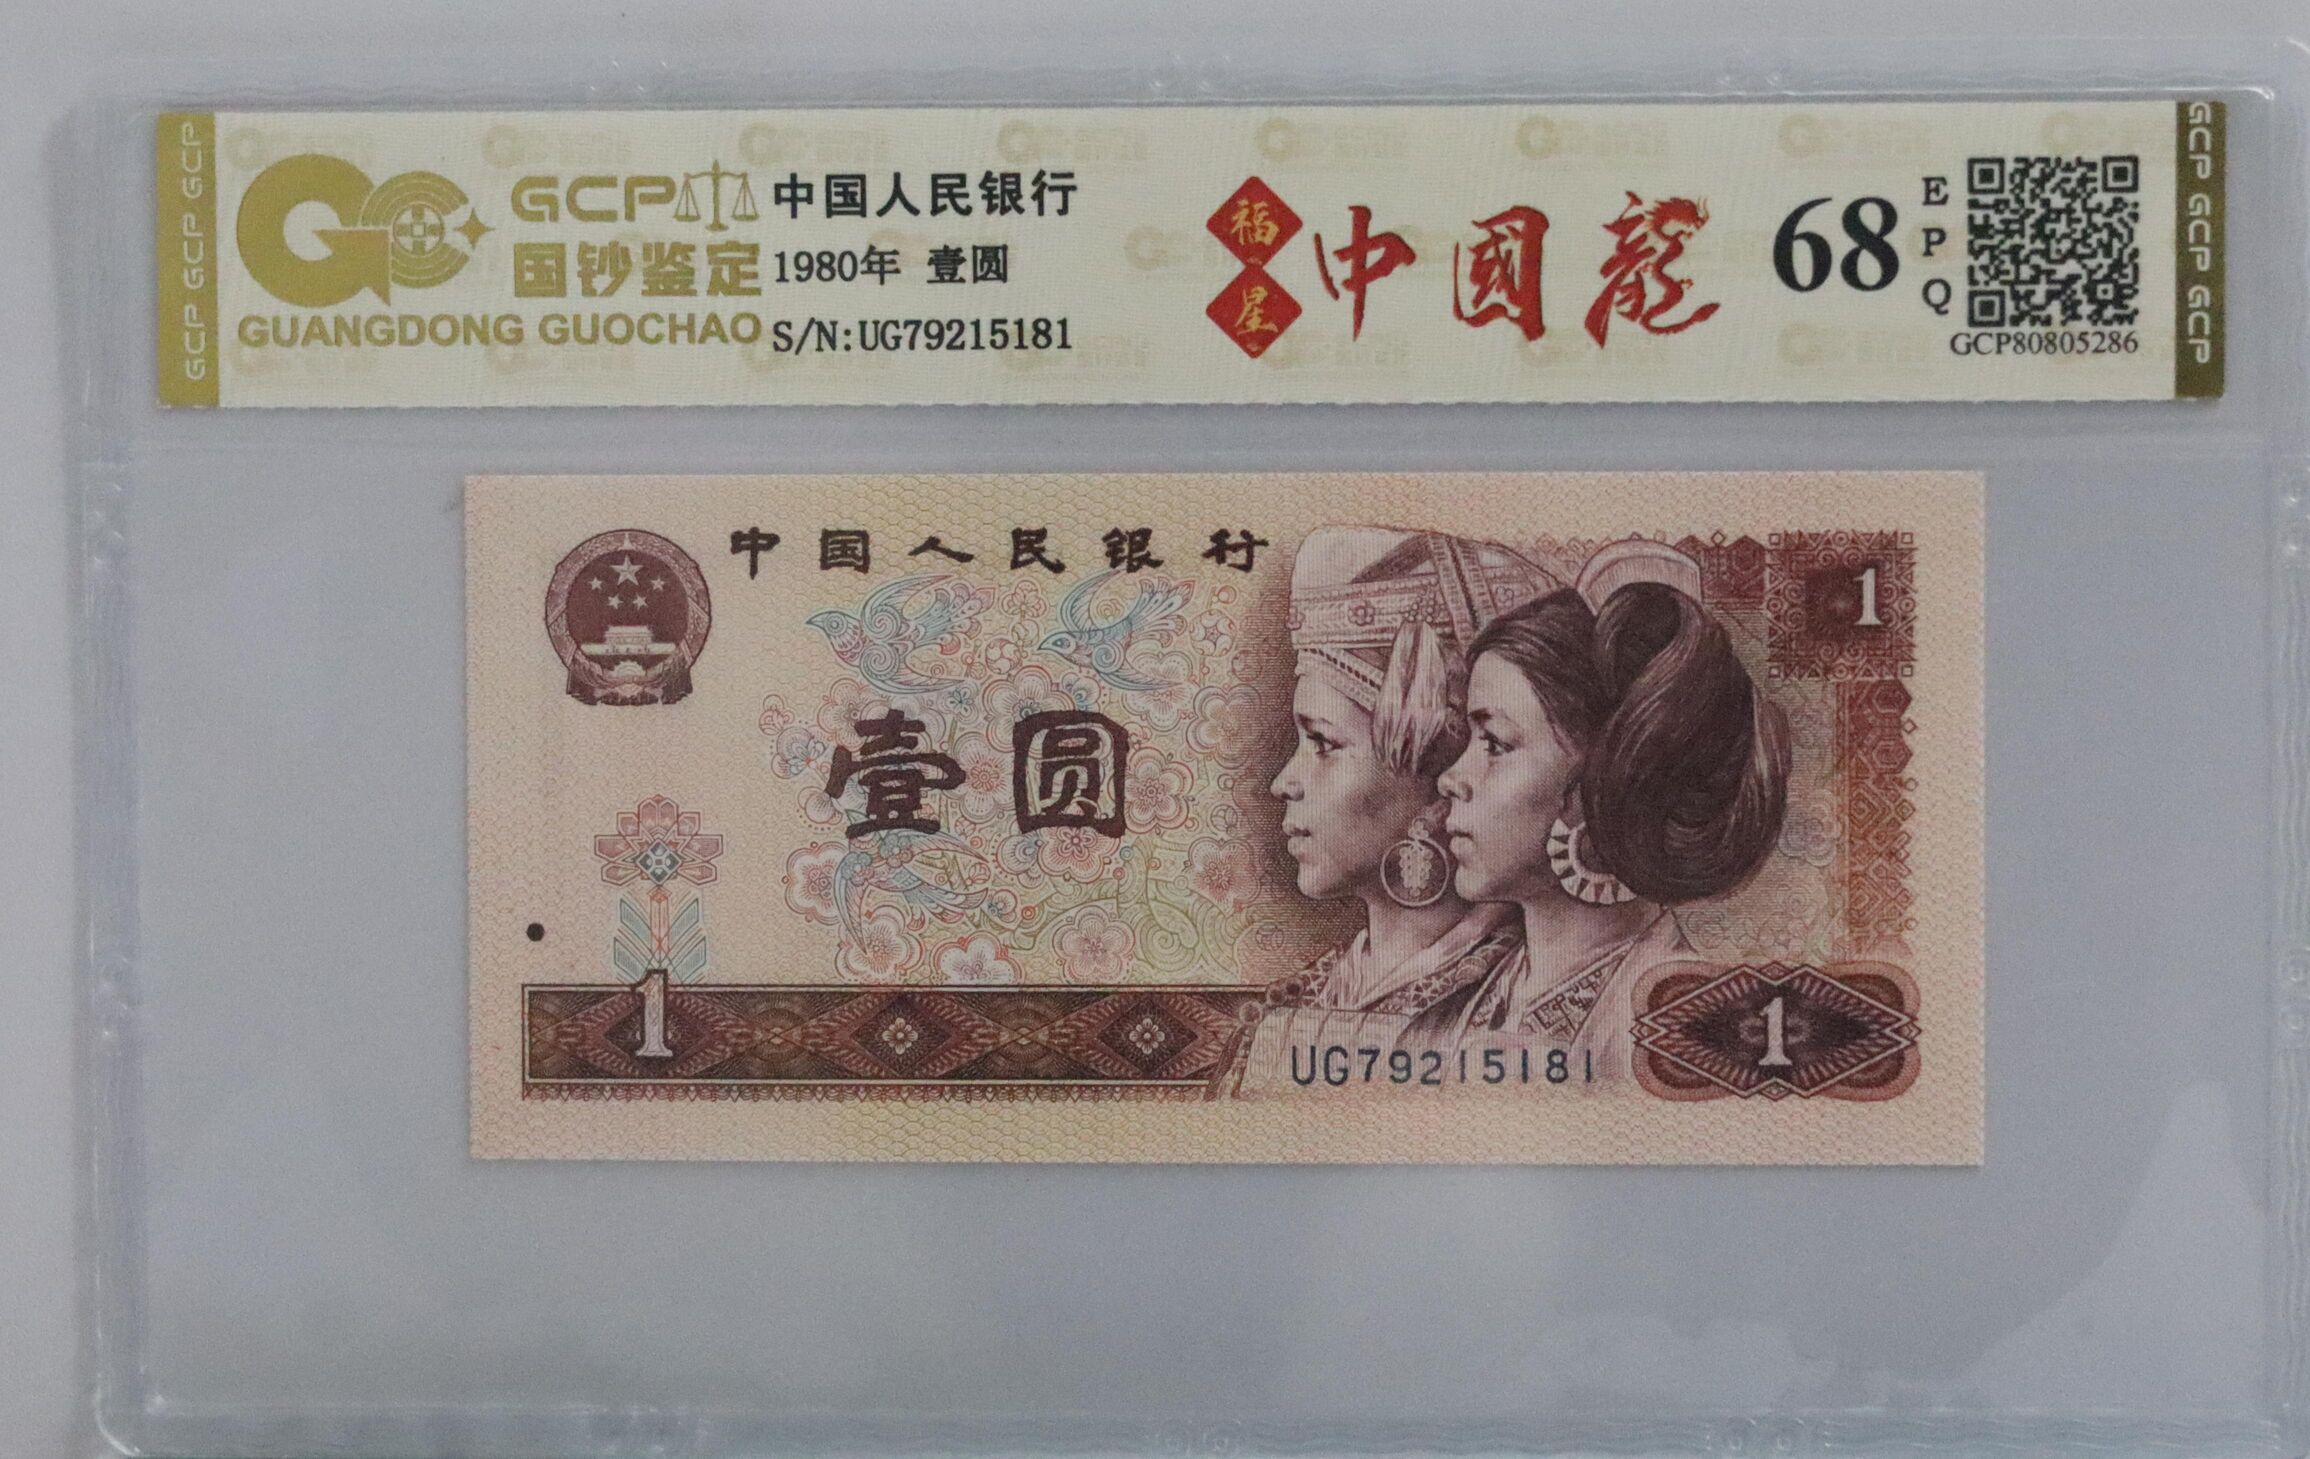 GCP GCP GCP
GCP
国钞鉴定
GUANGDONG GUOCHAO
中国人民银行
1980年 壹圆
S/N:UG79215181
福星
中國龍
68
EPQ
GCP80805286
GCP GCP GCP
中国人民银行
1
壹圆
1
UG79215181
1